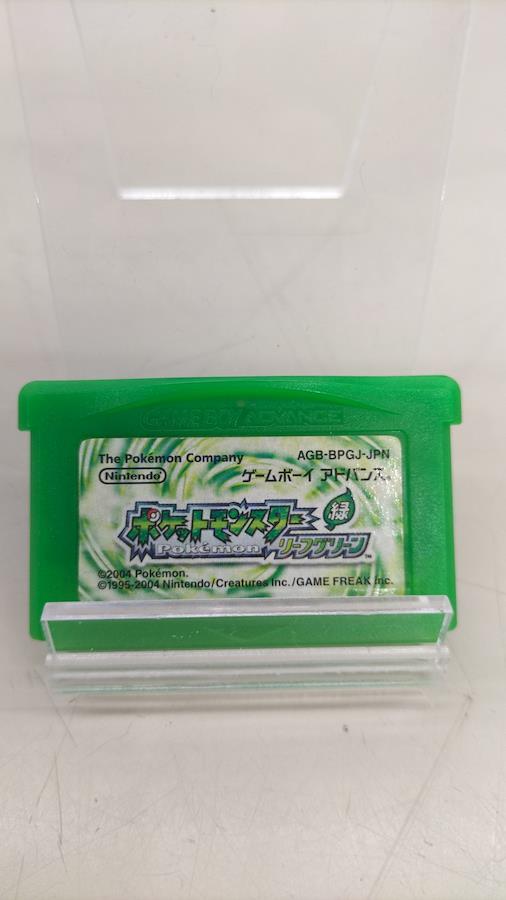 GAME BOY ADVANCE
The Pokémon Company AGB-BPGJ-JPN
Nintendo ゲームボーイ アドバンス
ポケットモンスター 緑
Pokémon リーフグリーン TM
©2004 Pokémon.
©1995-2004 Nintendo/Creatures Inc./GAME FREAK inc.